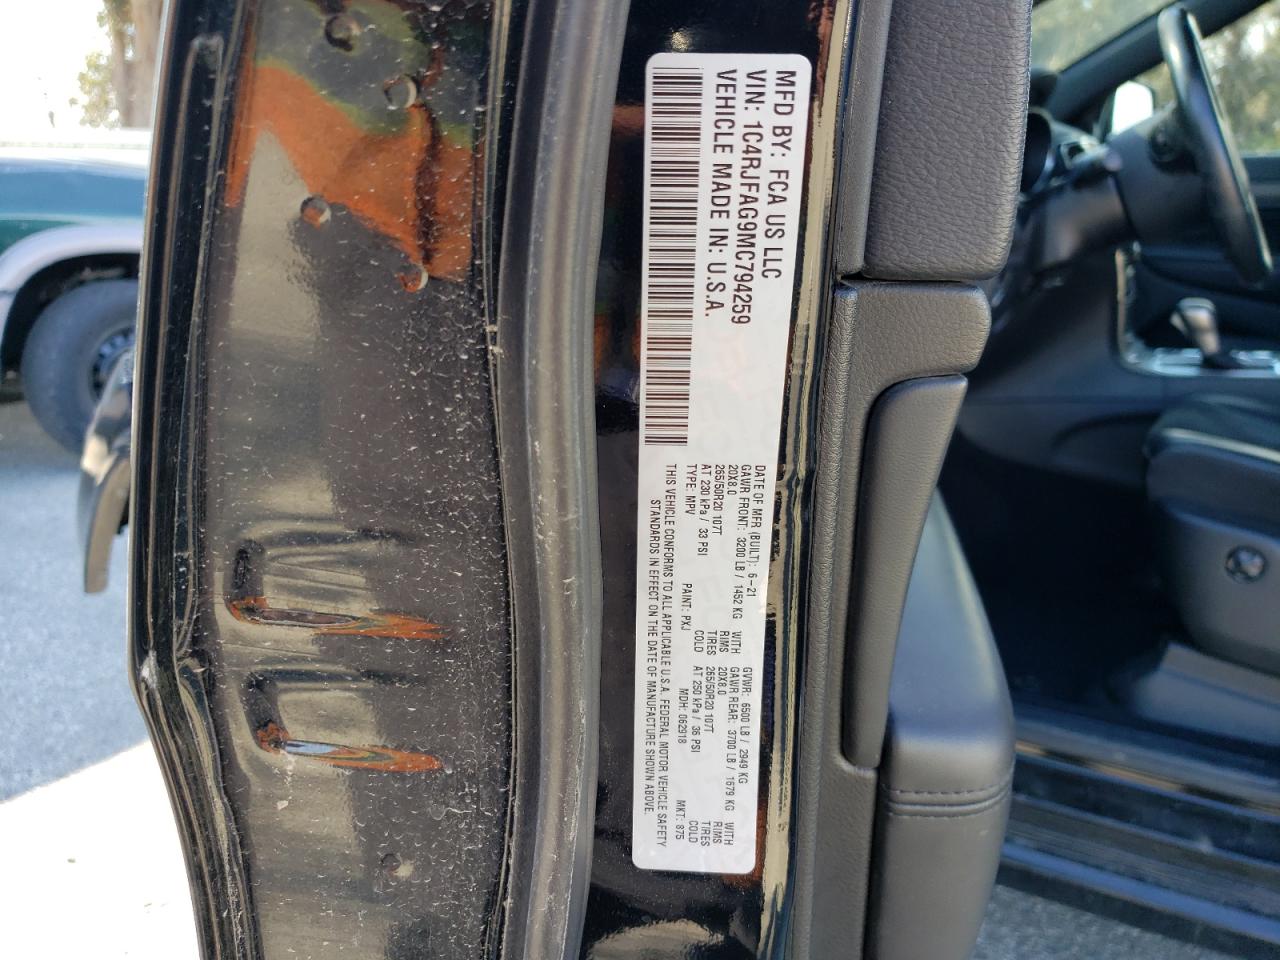 MFD BY: FCA US LLC
VIN: 1C4RJFAG9MC794259
VEHICLE MADE IN: U.S.A.
DATE OF MFR (BUILT): 6-21 GVWR: 6500 LB / 2949 KG
GAWR FRONT: 3200 LB / 1452 KG WITH GAWR REAR: 3700 LB / 1679 KG WITH
20X8.0 RIMS 20X8.0 RIMS
265/50R20 107T TIRES 265/50R20 107T TIRES
AT 230 kPa / 33 PSI COLD AT 250 kPa / 36 PSI COLD
TYPE: MPV PAINT: PXJ MDH: 062918 MKT: 875
THIS VEHICLE CONFORMS TO ALL APPLICABLE U.S.A. FEDERAL MOTOR VEHICLE SAFETY
STANDARDS IN EFFECT ON THE DATE OF MANUFACTURE SHOWN ABOVE.